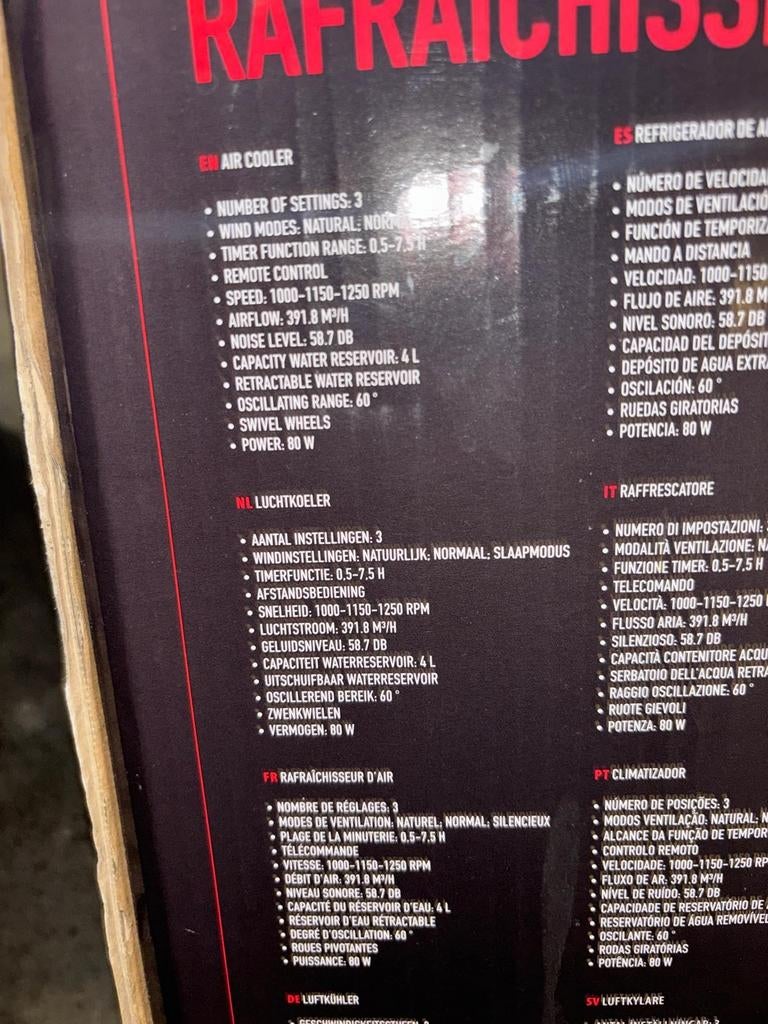 RAFRAÎCHISS
EN AIR COOLER
• NUMBER OF SETTINGS: 3
• WIND MODES: NATURAL;
• TIMER FUNCTION RANGE: 0,5-7,5 H
• REMOTE CONTROL
• SPEED: 1000-1150-1250 RPM
• AIRFLOW: 391.8 M³/H
• NOISE LEVEL: 58.7 DB
• CAPACITY WATER RESERVOIR: 4 L
• RETRACTABLE WATER RESERVOIR
• OSCILLATING RANGE: 60 °
• SWIVEL WHEELS
• POWER: 80 W
ES REFRIGERADOR DE
• NÚMERO DE
• MODOS DE
• FUNCIÓN DE
• MANDO A DISTANCIA
• VELOCIDAD: 1000-1150
• FLUJO DE AIRE: 391.8
• NIVEL SONORO: 58.7 DB
• CAPACIDAD DEL
• DEPÓSITO DE AGUA
• OSCILACIÓN: 60 °
• RUEDAS GIRATORIAS
• POTENCIA: 80 W
NL LUCHTKOELER
• AANTAL INSTELLINGEN: 3
• WINDINSTELLINGEN: NATUURLIJK; NORMAAL; SLAAPMODUS
• TIMERFUNCTIE: 0,5-7,5 H
• AFSTANDSBEDIENING
• SNELHEID: 1000-1150-1250 RPM
• LUCHTSTROOM: 391.8 M³/H
• GELUIDSNIVEAU: 58.7 DB
• CAPACITEIT WATERRESERVOIR: 4 L
• UITSCHUIFBAAR WATERRESERVOIR
• OSCILLEREND BEREIK: 60 °
• ZWENKWIELEN
• VERMOGEN: 80 W
IT RAFFRESCATORE
• NUMERO DI IMPOSTAZIONI:
• MODALITÀ VENTILAZIONE:
• FUNZIONE TIMER: 0,5-7,5 H
• TELECOMANDO
• VELOCITÀ: 1000-1150-1250
• FLUSSO ARIA: 391.8 M³/H
• SILENZIOSO: 58.7 DB
• CAPACITÀ CONTENITORE
• SERBATOIO DELL'ACQUA
• RAGGIO OSCILLAZIONE: 60 °
• RUOTE GIEVOLI
• POTENZA: 80 W
FR RAFRAÎCHISSEUR D'AIR
• NOMBRE DE RÉGLAGES: 3
• MODES DE VENTILATION: NATUREL; NORMAL; SILENCIEUX
• PLAGE DE LA MINUTERIE: 0,5-7,5 H
• TÉLÉCOMMANDE
• VITESSE: 1000-1150-1250 RPM
• DÉBIT D'AIR: 391.8 M³/H
• NIVEAU SONORE: 58.7 DB
• CAPACITÉ DU RÉSERVOIR D'EAU: 4 L
• RÉSERVOIR D'EAU RÉTRACTABLE
• DEGRÉ D'OSCILLATION: 60 °
• ROUES PIVOTANTES
• PUISSANCE: 80 W
PT CLIMATIZADOR
• NÚMERO DE POSIÇÕES: 3
• MODOS VENTILAÇÃO: NATURAL;
• ALCANCE DA FUNÇÃO DE
• CONTROLO REMOTO
• VELOCIDADE: 1000-1150-1250
• FLUXO DE AR: 391.8 M³/H
• NÍVEL DE RUÍDO: 58.7 DB
• CAPACIDADE DE RESERVATÓRIO DE
• RESERVATÓRIO DE ÁGUA
• OSCILANTE: 60 °
• RODAS GIRATÓRIAS
• POTÊNCIA: 80 W
DE LUFTKÜHLER
SV LUFTKYLARE